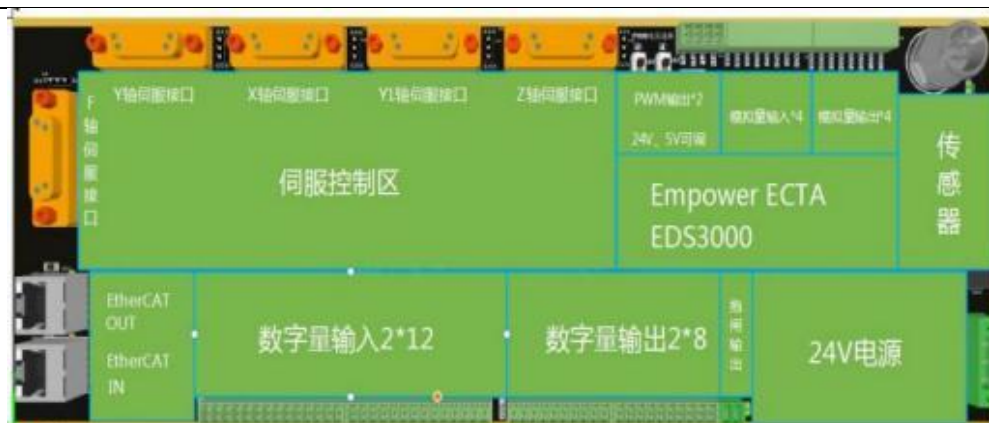 Y轴伺服接口
X轴伺服接口
Y1轴伺服接口
Z轴伺服接口
F轴伺服接口
PWM输出*2
24V、5V可调
模拟量输入*4
模拟量输出*4
伺服控制区
Empower ECTA
EDS3000
传感器
EtherCAT
OUT
EtherCAT
IN
数字量输入2*12
数字量输出2*8
抱闸输出
24V电源